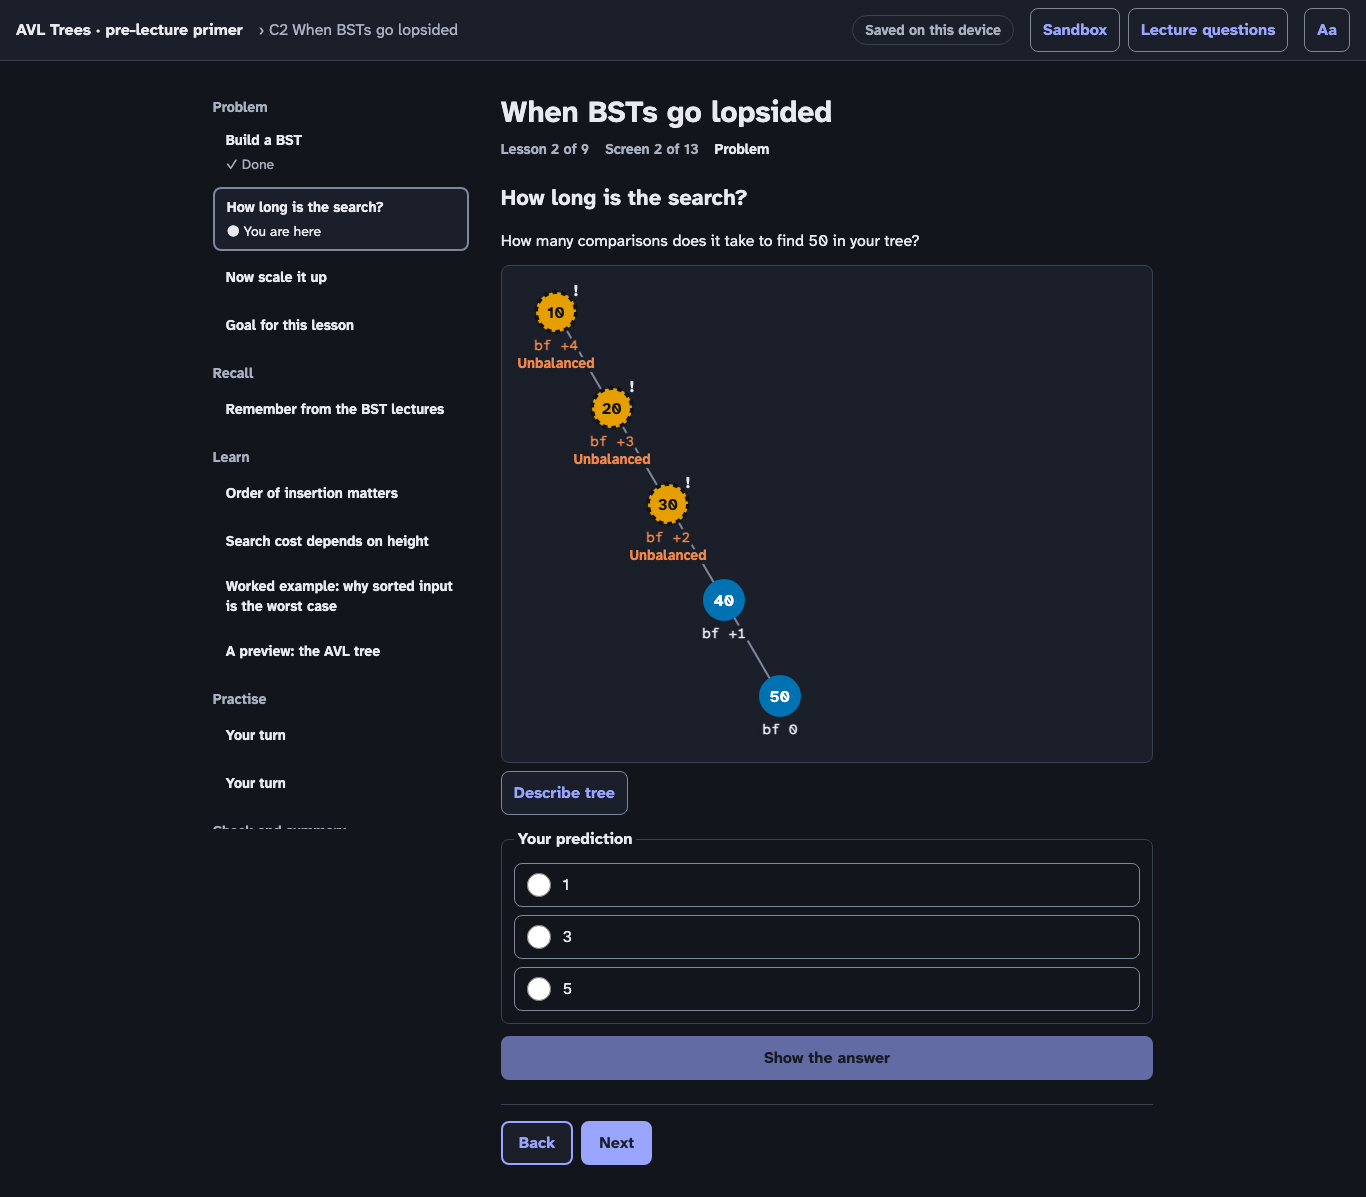 AVL Trees · pre-lecture primer › C2 When BSTs go lopsided
Saved on this device
Sandbox
Lecture questions
Aa
Problem
Build a BST
✓ Done
How long is the search?
You are here
Now scale it up
Goal for this lesson
Recall
Remember from the BST lectures
Learn
Order of insertion matters
Search cost depends on height
Worked example: why sorted input
is the worst case
A preview: the AVL tree
Practise
Your turn
Your turn
Check and summary
When BSTs go lopsided
Lesson 2 of 9 Screen 2 of 13 Problem
How long is the search?
How many comparisons does it take to find 50 in your tree?
!
10
bf +4
Unbalanced
!
20
bf +3
Unbalanced
!
30
bf +2
Unbalanced
40
bf +1
50
bf 0
Describe tree
Your prediction
1
3
5
Show the answer
Back
Next